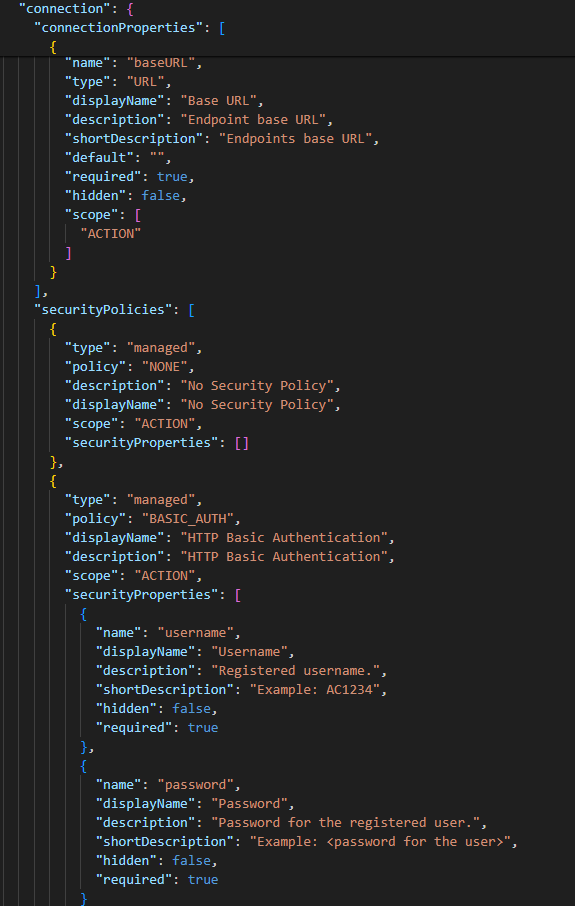 "connection": {
"connectionProperties": [
{
"name": "baseURL",
"type": "URL",
"displayName": "Base URL",
"description": "Endpoint base URL",
"shortDescription": "Endpoints base URL",
"default": "",
"required": true,
"hidden": false,
"scope": [
"ACTION"
]
}
],
"securityPolicies": [
{
"type": "managed",
"policy": "NONE",
"description": "No Security Policy",
"displayName": "No Security Policy",
"scope": "ACTION",
"securityProperties": []
},
{
"type": "managed",
"policy": "BASIC_AUTH",
"displayName": "HTTP Basic Authentication",
"description": "HTTP Basic Authentication",
"scope": "ACTION",
"securityProperties": [
{
"name": "username",
"displayName": "Username",
"description": "Registered username.",
"shortDescription": "Example: AC1234",
"hidden": false,
"required": true
},
{
"name": "password",
"displayName": "Password",
"description": "Password for the registered user.",
"shortDescription": "Example: <password for the user>",
"hidden": false,
"required": true
}